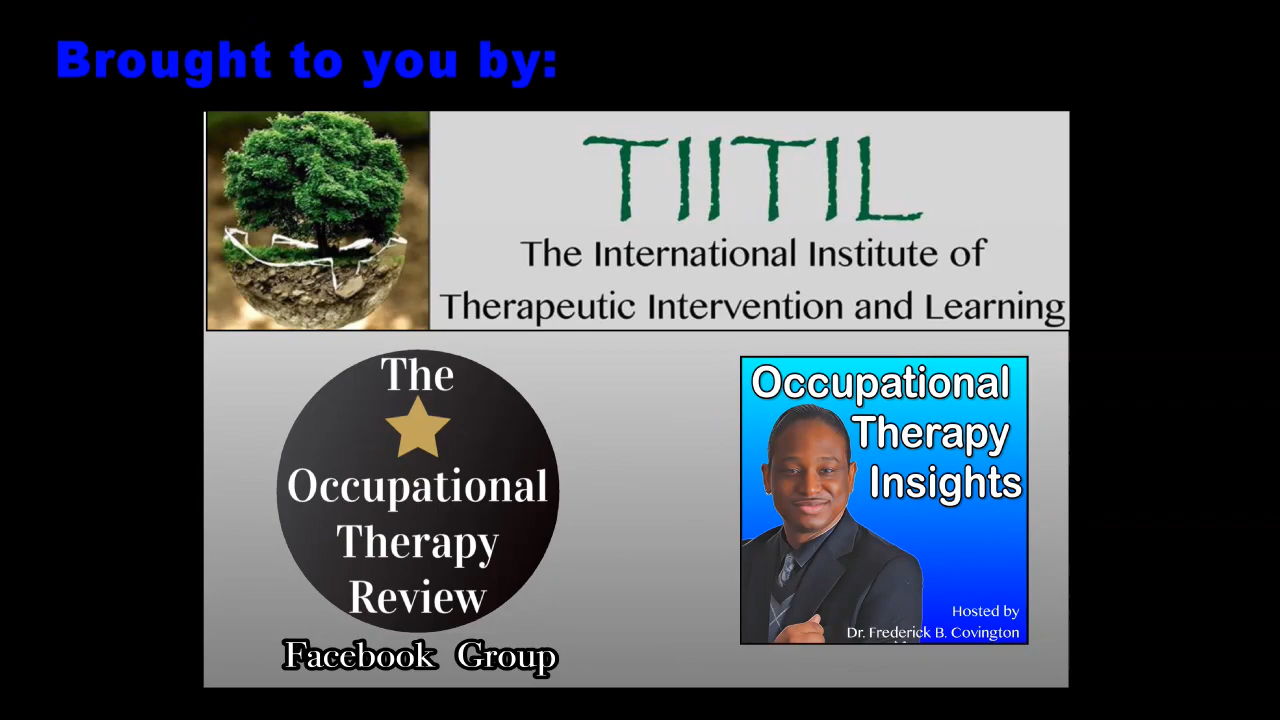 Brought to you by:
TIITIL
The International Institute of
Therapeutic Intervention and Learning
The
Occupational
Therapy
Review
Facebook Group
Occupational
Therapy
Insights
Hosted by
Dr. Frederick B. Covington